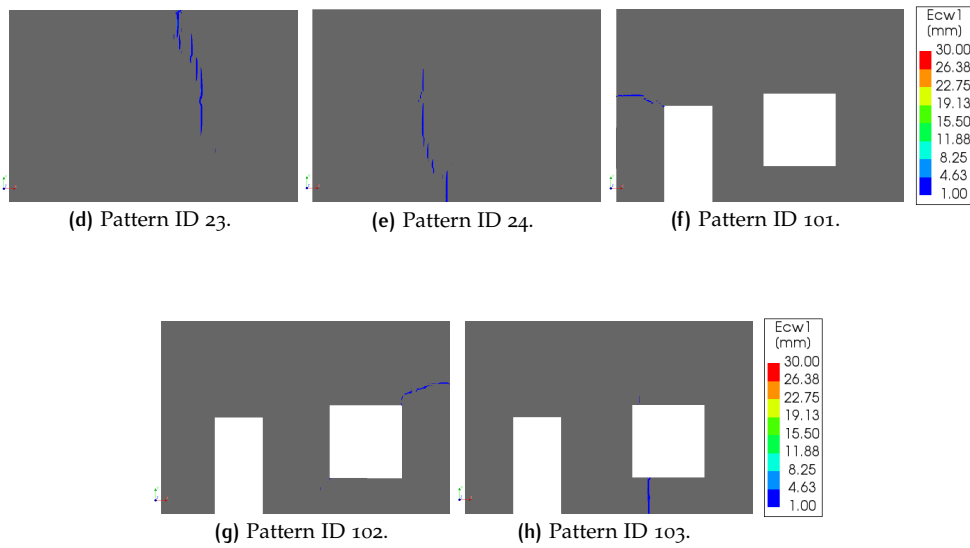 Ecw1
(mm)
30.00
26.38
22.75
19.13
15.50
11.88
8.25
4.63
1.00
(d) Pattern ID 23.
(e) Pattern ID 24.
(f) Pattern ID 101.
Ecw1
(mm)
30.00
26.38
22.75
19.13
15.50
11.88
8.25
4.63
1.00
(g) Pattern ID 102.
(h) Pattern ID 103.